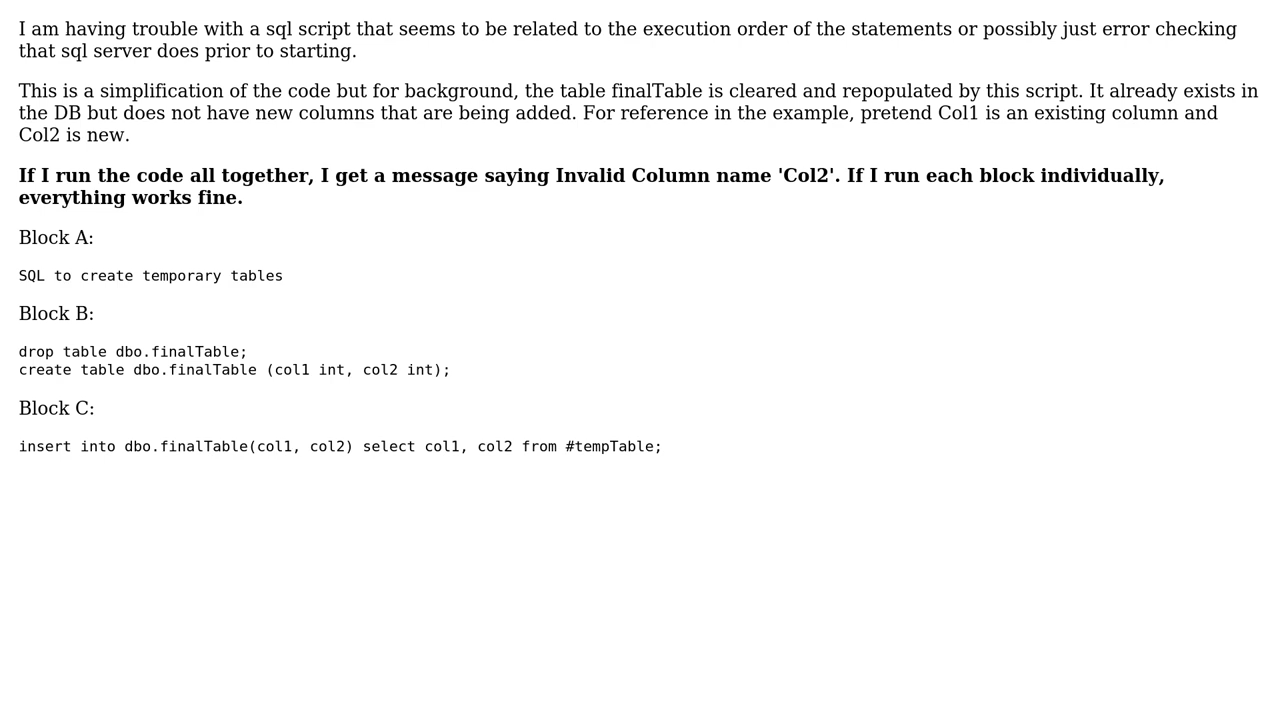 I am having trouble with a sql script that seems to be related to the execution order of the statements or possibly just error checking
that sql server does prior to starting.
This is a simplification of the code but for background, the table finalTable is cleared and repopulated by this script. It already exists in
the DB but does not have new columns that are being added. For reference in the example, pretend Col1 is an existing column and
Col2 is new.
If I run the code all together, I get a message saying Invalid Column name 'Col2'. If I run each block individually,
everything works fine.
Block A:
SQL to create temporary tables
Block B:
drop table dbo.finalTable;
create table dbo.finalTable (col1 int, col2 int);
Block C:
insert into dbo.finalTable(col1, col2) select col1, col2 from #tempTable;